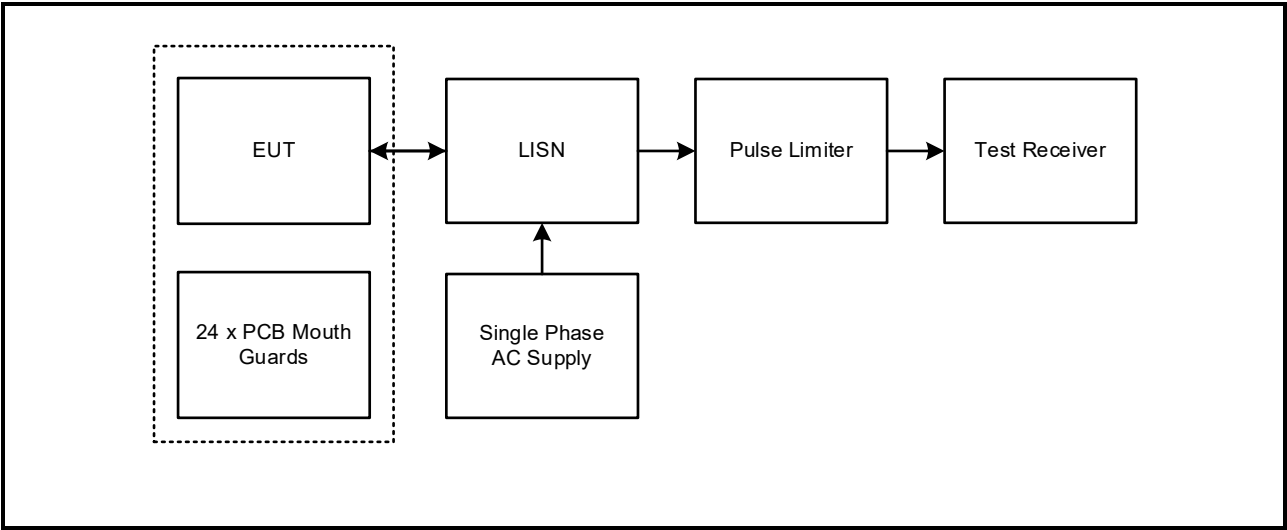 EUT
LISN
Pulse Limiter
Test Receiver
24 x PCB Mouth
Guards
Single Phase
AC Supply